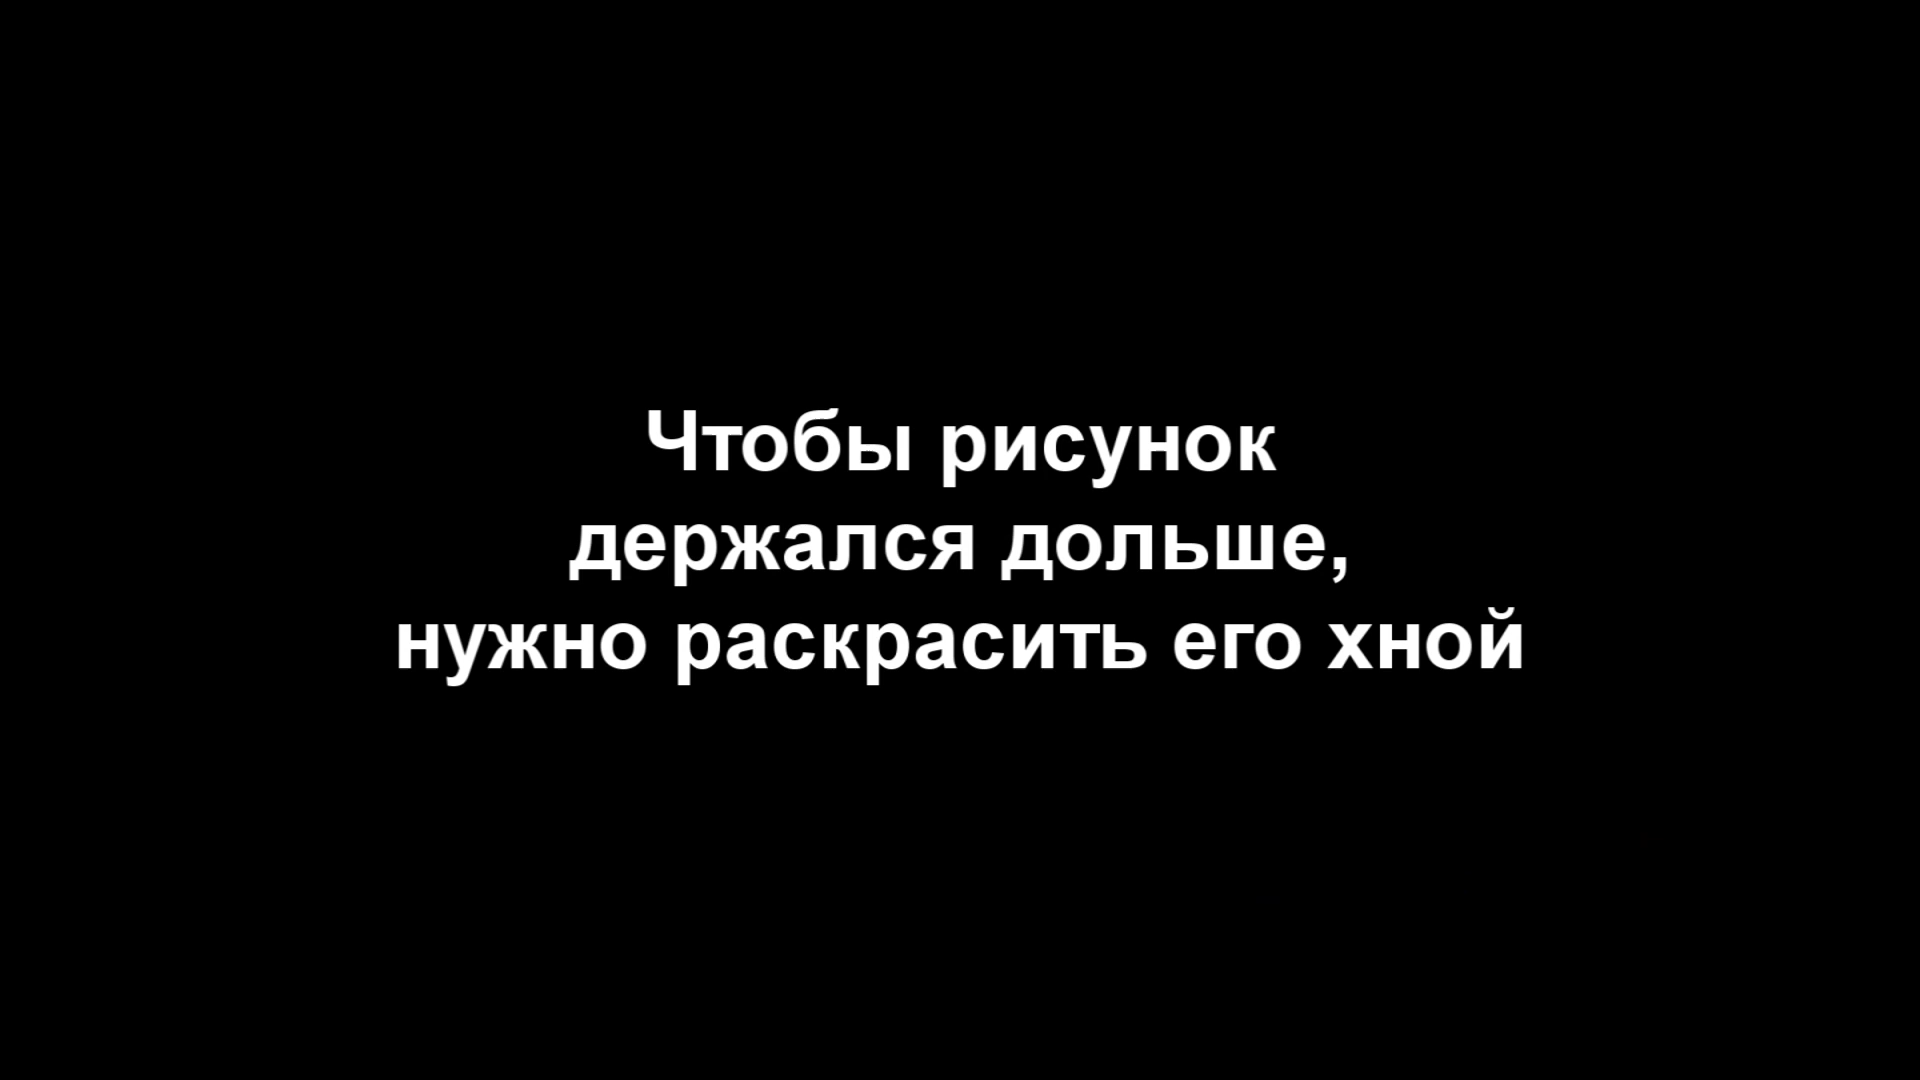 Чтобы рисунок
держался дольше,
нужно раскрасить его хной